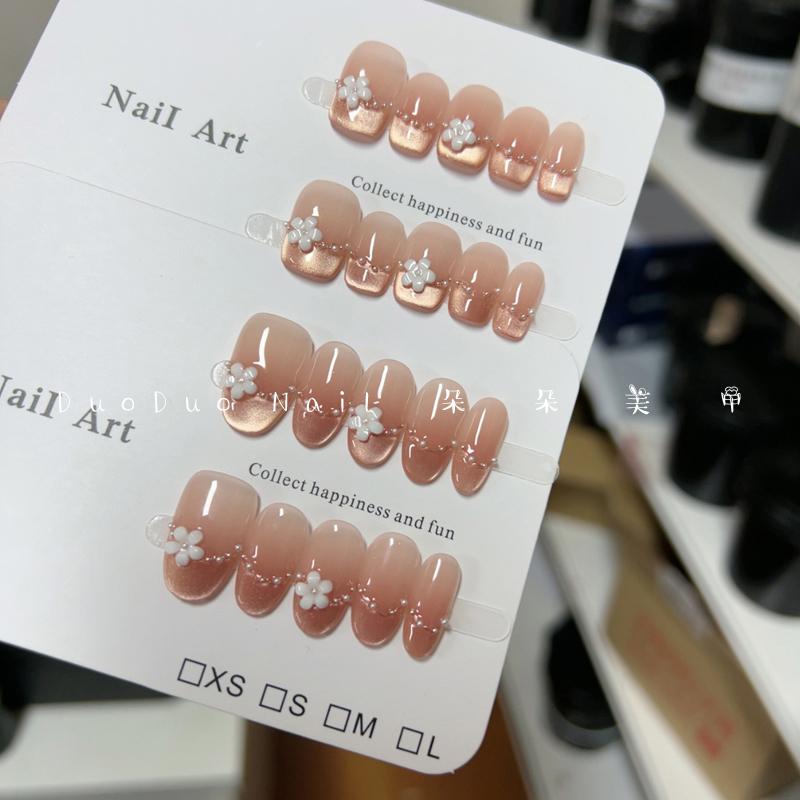 NaiI Art
Collect happiness and fun
NaiI Art
DuoDuo NaiL 朵 朵 美 甲
Collect happiness and fun
☐XS ☐S ☐M ☐L